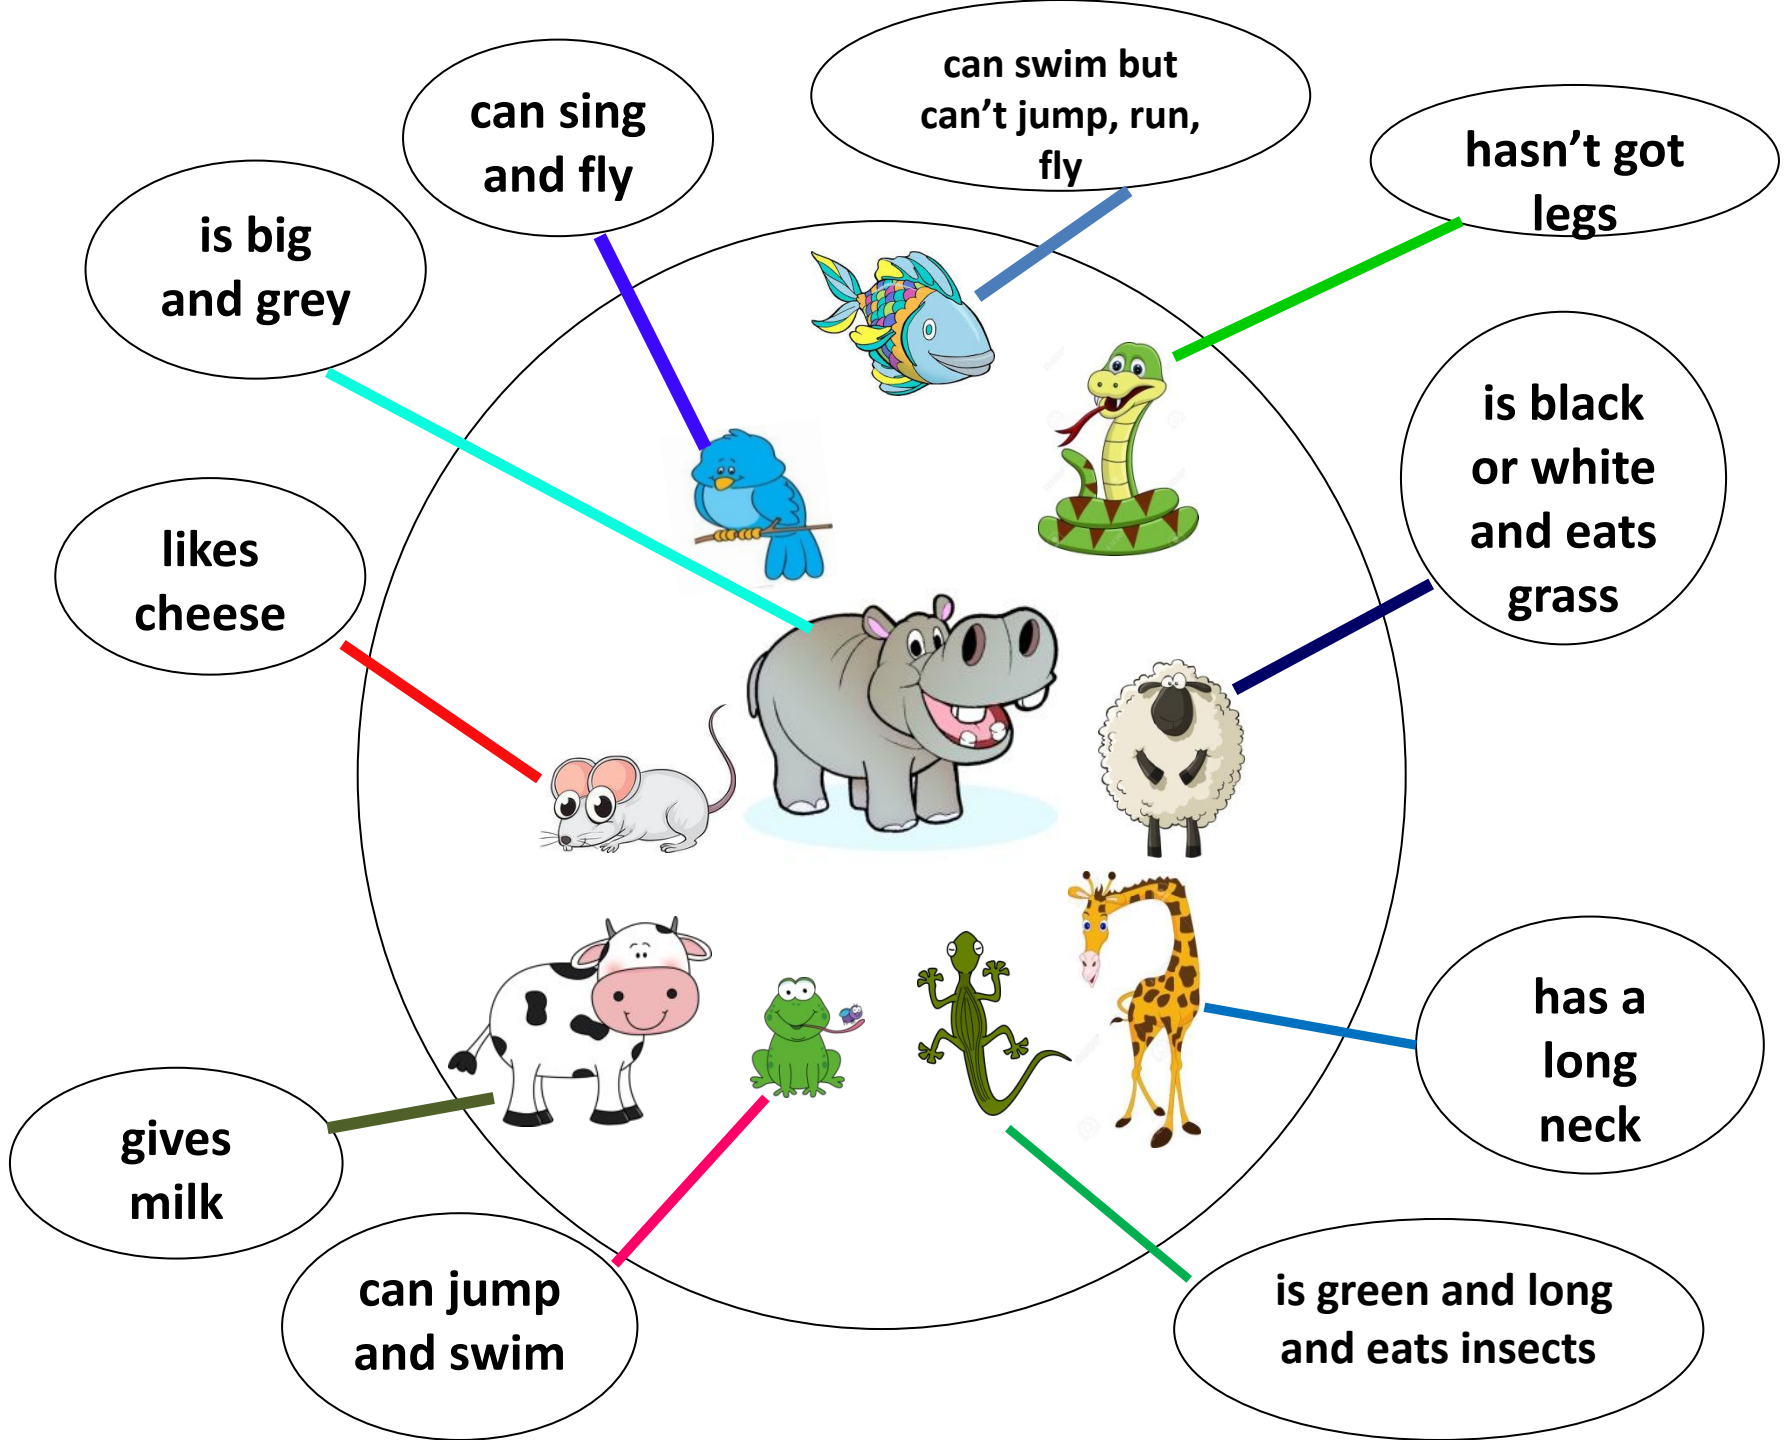 can swim but
can’t jump, run,
fly
can sing
and fly
hasn’t got
legs
is big
and grey
is black
or white
and eats
grass
likes
cheese
has a
long
neck
gives
milk
can jump
and swim
is green and long
and eats insects